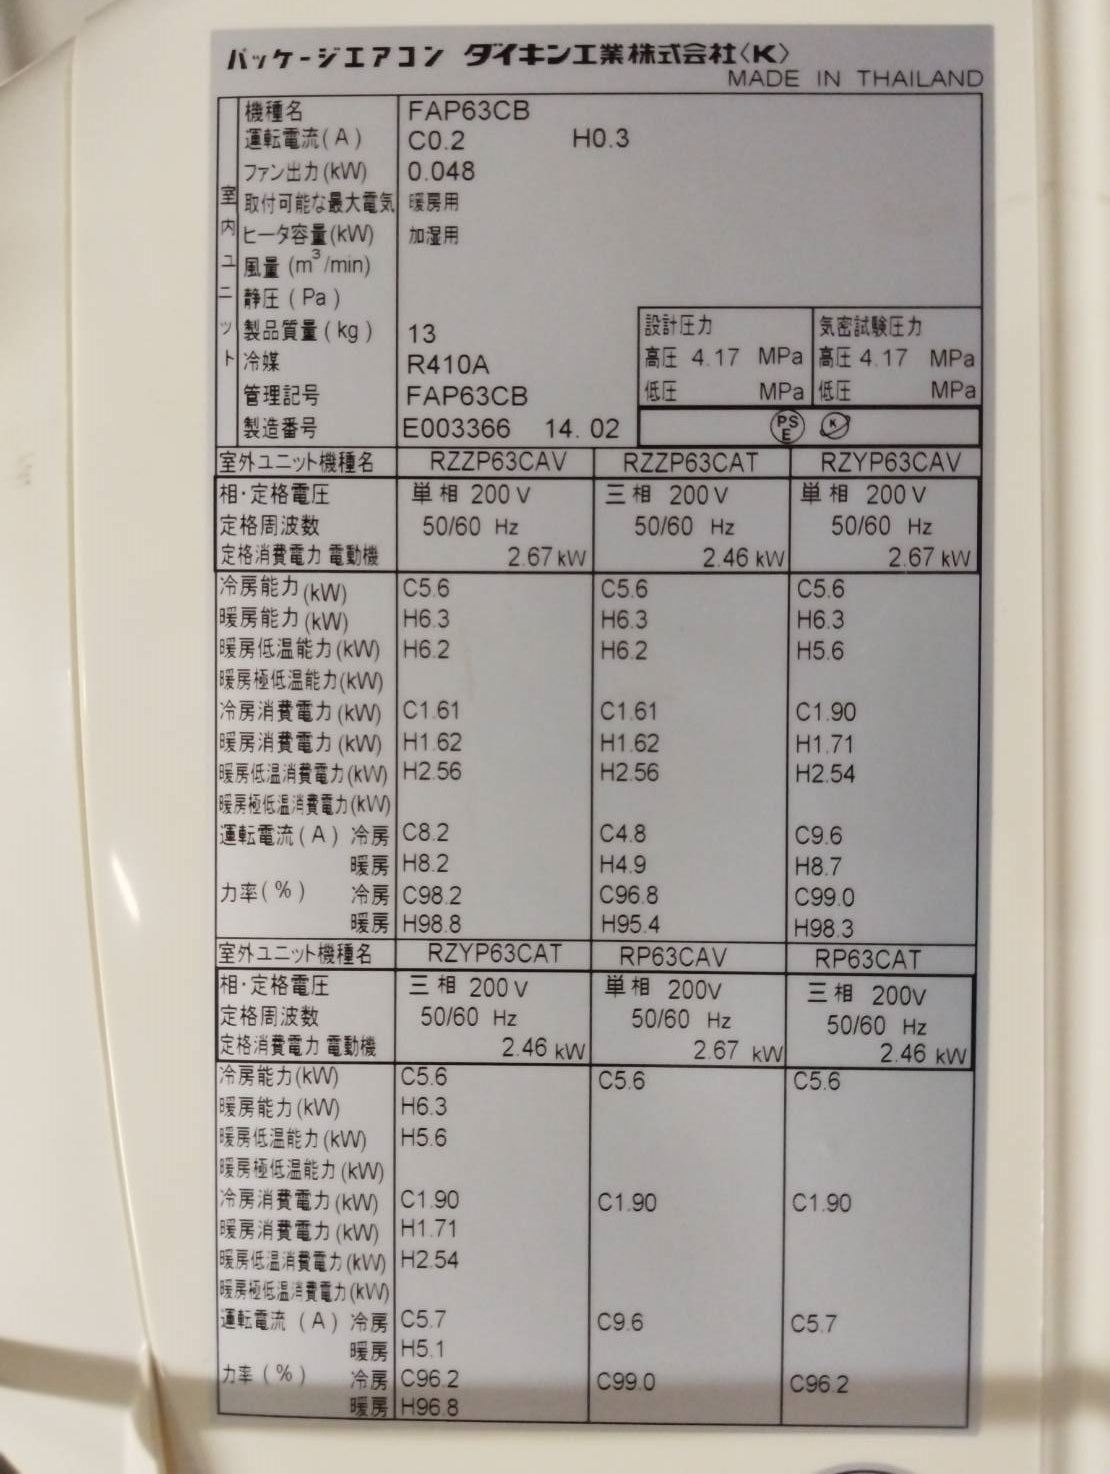 パッケージエアコン ダイキン工業株式会社〈K〉
MADE IN THAILAND
室内ユニット
機種名 FAP63CB
運転電流(A) C0.2 H0.3
ファン出力(kW) 0.048
取付可能な最大電気 暖房用
ヒータ容量(kW) 加湿用
風量 (m³/min)
静圧 (Pa)
製品質量(kg) 13
冷媒 R410A
管理記号 FAP63CB
製造番号 E003366 14. 02
設計圧力 気密試験圧力
高圧 4.17 MPa 高圧 4.17 MPa
低圧 MPa 低圧 MPa
PSE K
室外ユニット機種名 RZZP63CAV RZZP63CAT RZYP63CAV
相・定格電圧 単相 200V 三相 200V 単相 200V
定格周波数 50/60 Hz 50/60 Hz 50/60 Hz
定格消費電力 電動機 2.67 kW 2.46 kW 2.67 kW
冷房能力(kW) C5.6 C5.6 C5.6
暖房能力(kW) H6.3 H6.3 H6.3
暖房低温能力(kW) H6.2 H6.2 H5.6
暖房極低温能力(kW)
冷房消費電力(kW) C1.61 C1.61 C1.90
暖房消費電力(kW) H1.62 H1.62 H1.71
暖房低温消費電力(kW) H2.56 H2.56 H2.54
暖房極低温消費電力(kW)
運転電流(A) 冷房 C8.2 C4.8 C9.6
暖房 H8.2 H4.9 H8.7
力率(%) 冷房 C98.2 C96.8 C99.0
暖房 H98.8 H95.4 H98.3
室外ユニット機種名 RZYP63CAT RP63CAV RP63CAT
相・定格電圧 三相 200V 単相 200V 三相 200V
定格周波数 50/60 Hz 50/60 Hz 50/60 Hz
定格消費電力 電動機 2.46 kW 2.67 kW 2.46 kW
冷房能力(kW) C5.6 C5.6 C5.6
暖房能力(kW) H6.3
暖房低温能力(kW) H5.6
暖房極低温能力(kW)
冷房消費電力(kW) C1.90 C1.90 C1.90
暖房消費電力(kW) H1.71
暖房低温消費電力(kW) H2.54
暖房極低温消費電力(kW)
運転電流 (A) 冷房 C5.7 C9.6 C5.7
暖房 H5.1
力率(%) 冷房 C96.2 C99.0 C96.2
暖房 H96.8